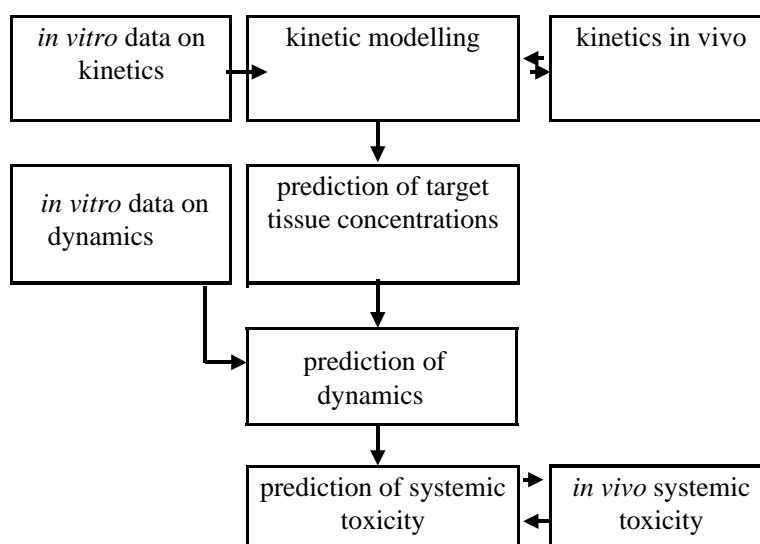 in vitro data on
kinetics
kinetic modelling
kinetics in vivo
in vitro data on
dynamics
prediction of target
tissue concentrations
prediction of
dynamics
prediction of systemic
toxicity
in vivo systemic
toxicity